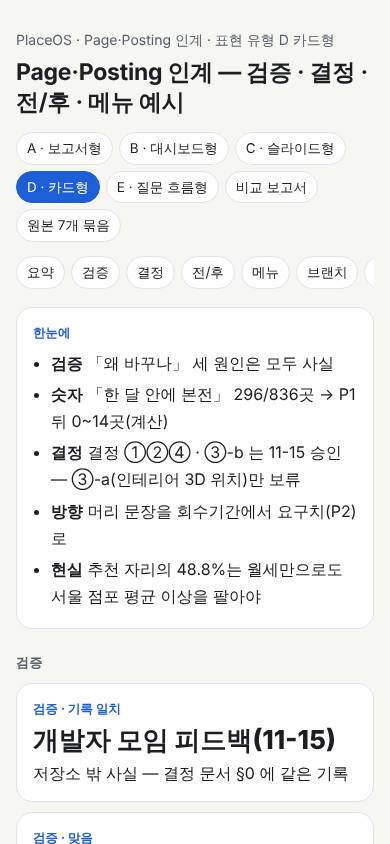 PlaceOS · Page·Posting 인계 · 표현 유형 D 카드형
Page·Posting 인계 — 검증 · 결정 ·
전/후 · 메뉴 예시
A · 보고서형
B · 대시보드형
C · 슬라이드형
D · 카드형
E · 질문 흐름형
비교 보고서
원본 7개 묶음
요약
검증
결정
전/후
메뉴
브랜치
한눈에
• 검증 「왜 바꾸나」 세 원인은 모두 사실
• 숫자 「한 달 안에 본전」 296/836곳 → P1
뒤 0~14곳(계산)
• 결정 결정 ①②④ · ③-b 는 11-15 승인
— ③-a(인테리어 3D 위치)만 보류
• 방향 머리 문장을 회수기간에서 요구치(P2)
로
• 현실 추천 자리의 48.8%는 월세만으로도
서울 점포 평균 이상을 팔아야
검증
검증 · 기록 일치
개발자 모임 피드백(11-15)
저장소 밖 사실 — 결정 문서 §0 에 같은 기록
검증 · 맞음